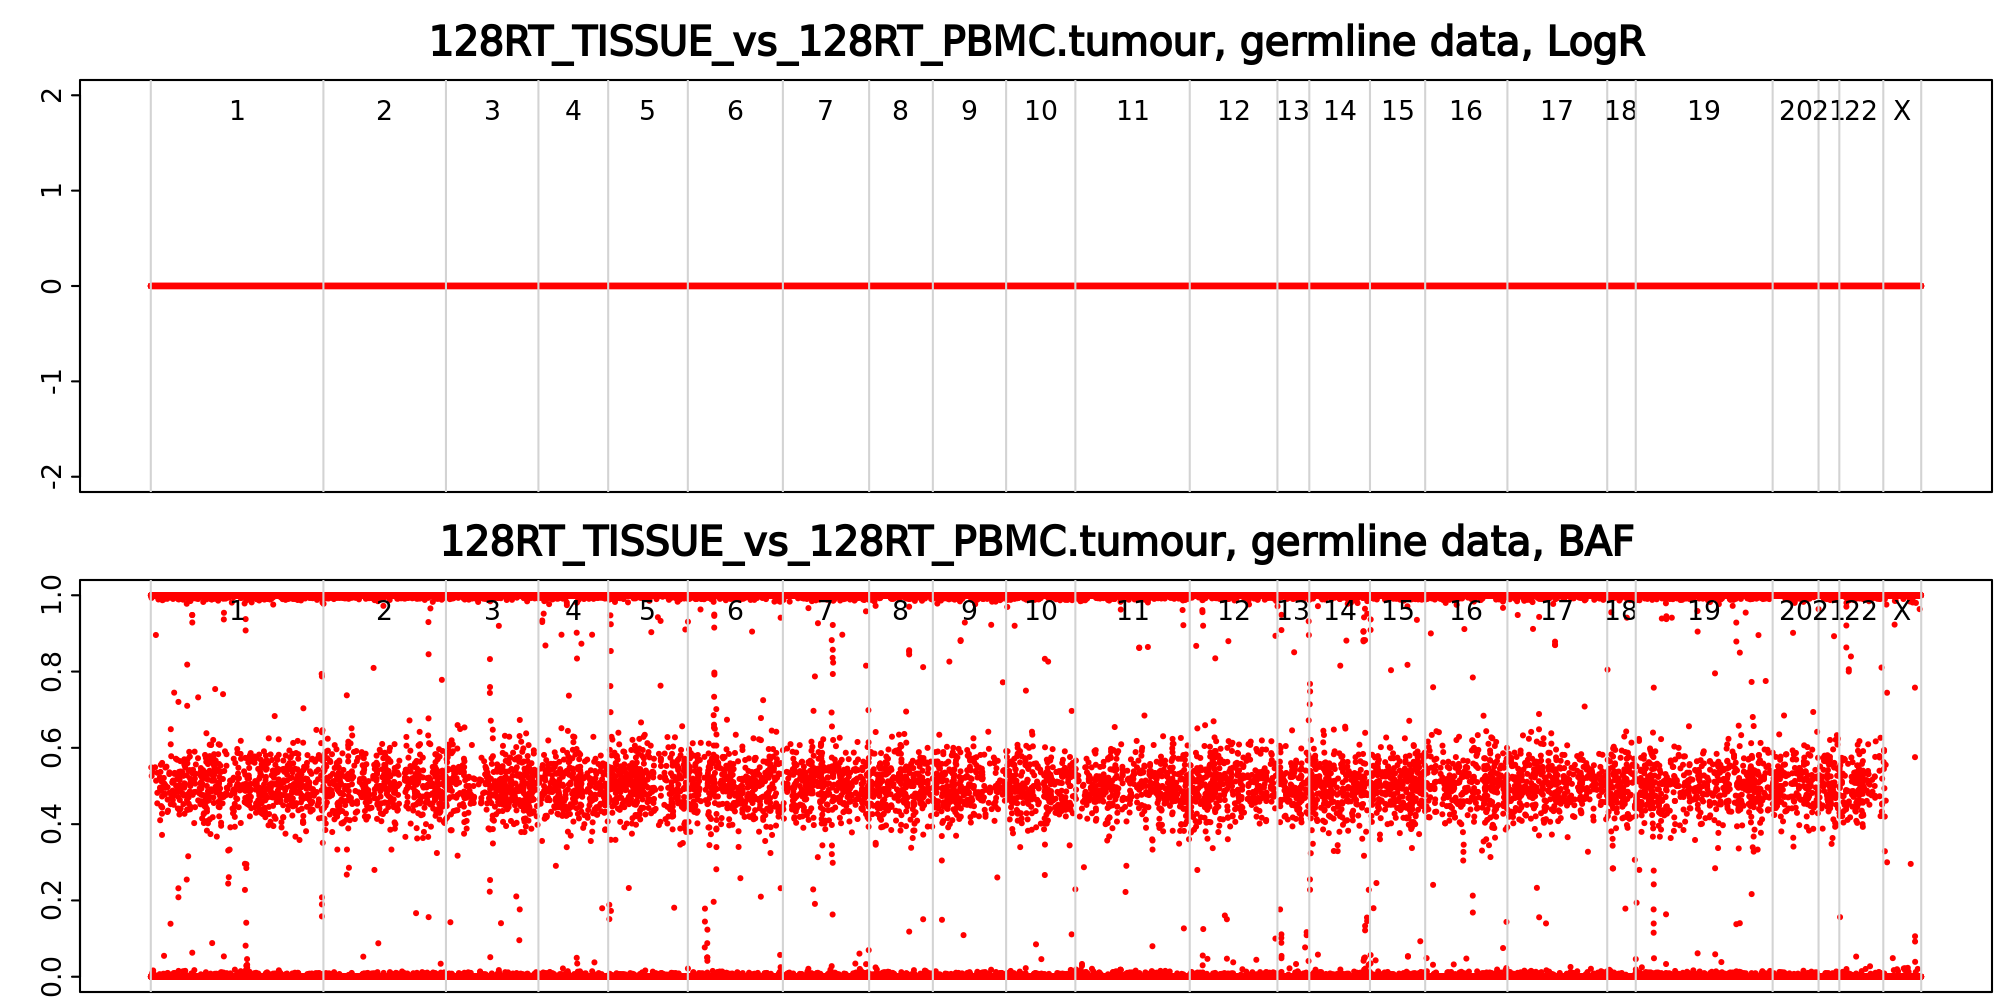 128RT_TISSUE_vs_128RT_PBMC.tumour, germline data, LogR
2
1
0
-1
-2
1 2 3 4 5 6 7 8 9 10 11 12 13 14 15 16 17 18 19 20 21 22 X
128RT_TISSUE_vs_128RT_PBMC.tumour, germline data, BAF
1.0
0.8
0.6
0.4
0.2
0.0
1 2 3 4 5 6 7 8 9 10 11 12 13 14 15 16 17 18 19 20 21 22 X